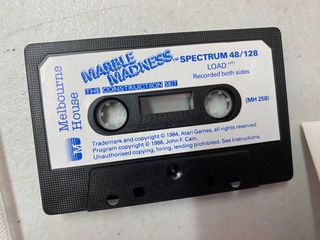 Melbourne
House
MARBLE
MADNESS
THE CONSTRUCTION SET
SPECTRUM 48/128
LOAD ""
Recorded both sides
(MH 258)
Trademark and copyright © 1984, Atari Games, all rights reserved.
Program copyright © 1986, John F. Cain.
Unauthorised copying, hiring, lending prohibited. See Instructions.